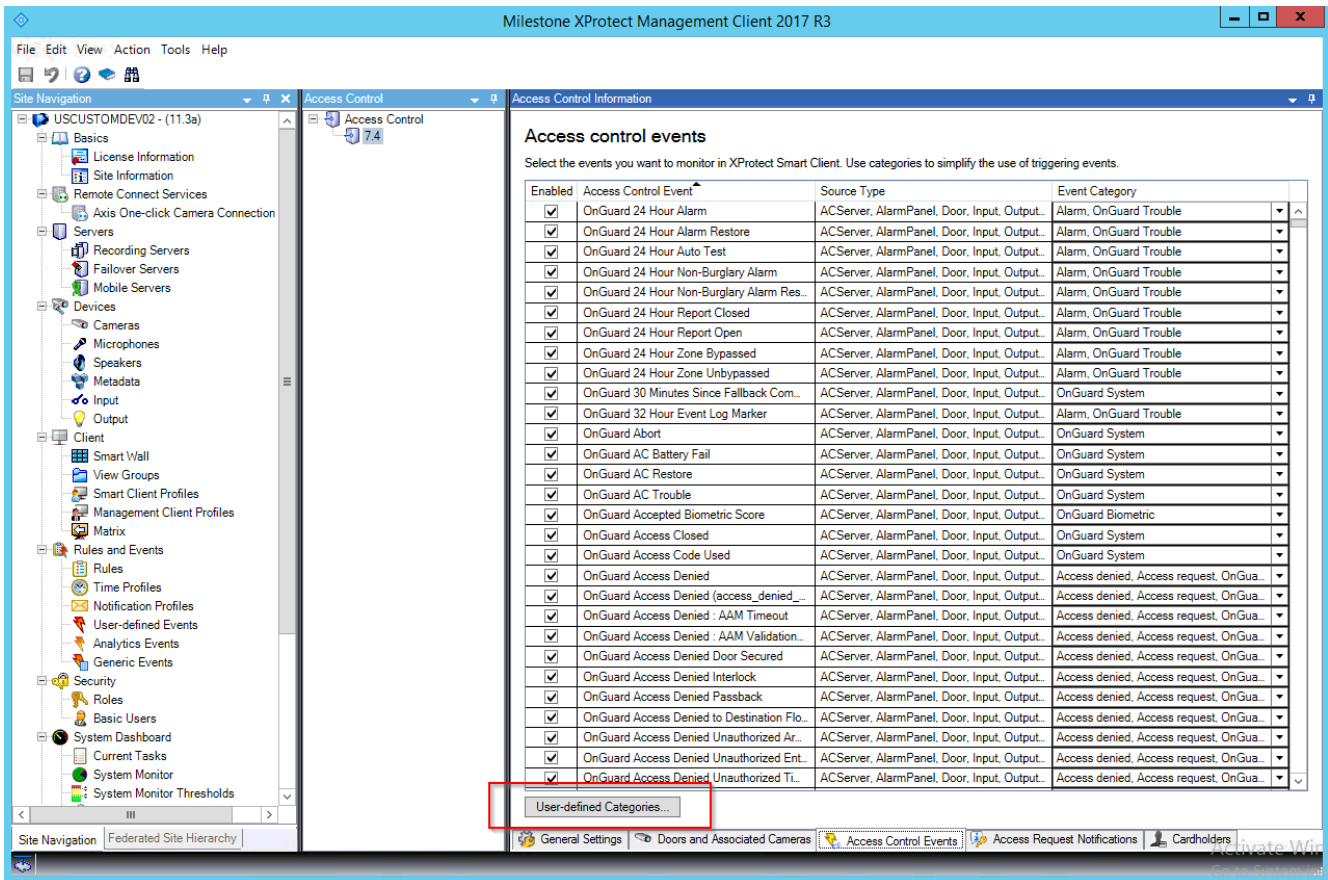 Milestone XProtect Management Client 2017 R3
File Edit View Action Tools Help
Site Navigation
USCUSTOMDEV02 - (11.3a)
Basics
License Information
Site Information
Remote Connect Services
Axis One-click Camera Connection
Servers
Recording Servers
Failover Servers
Mobile Servers
Devices
Cameras
Microphones
Speakers
Metadata
Input
Output
Client
Smart Wall
View Groups
Smart Client Profiles
Management Client Profiles
Matrix
Rules and Events
Rules
Time Profiles
Notification Profiles
User-defined Events
Analytics Events
Generic Events
Security
Roles
Basic Users
System Dashboard
Current Tasks
System Monitor
System Monitor Thresholds
Site Navigation Federated Site Hierarchy
Access Control
Access Control
7.4
Access Control Information
Access control events
Select the events you want to monitor in XProtect Smart Client. Use categories to simplify the use of triggering events.
Enabled Access Control Event Source Type Event Category
OnGuard 24 Hour Alarm ACServer, AlarmPanel, Door, Input, Output... Alarm, OnGuard Trouble
OnGuard 24 Hour Alarm Restore ACServer, AlarmPanel, Door, Input, Output... Alarm, OnGuard Trouble
OnGuard 24 Hour Auto Test ACServer, AlarmPanel, Door, Input, Output... Alarm, OnGuard Trouble
OnGuard 24 Hour Non-Burglary Alarm ACServer, AlarmPanel, Door, Input, Output... Alarm, OnGuard Trouble
OnGuard 24 Hour Non-Burglary Alarm Res... ACServer, AlarmPanel, Door, Input, Output... Alarm, OnGuard Trouble
OnGuard 24 Hour Report Closed ACServer, AlarmPanel, Door, Input, Output... Alarm, OnGuard Trouble
OnGuard 24 Hour Report Open ACServer, AlarmPanel, Door, Input, Output... Alarm, OnGuard Trouble
OnGuard 24 Hour Zone Bypassed ACServer, AlarmPanel, Door, Input, Output... Alarm, OnGuard Trouble
OnGuard 24 Hour Zone Unbypassed ACServer, AlarmPanel, Door, Input, Output... Alarm, OnGuard Trouble
OnGuard 30 Minutes Since Fallback Com... ACServer, AlarmPanel, Door, Input, Output... OnGuard System
OnGuard 32 Hour Event Log Marker ACServer, AlarmPanel, Door, Input, Output... Alarm, OnGuard Trouble
OnGuard Abort ACServer, AlarmPanel, Door, Input, Output... OnGuard System
OnGuard AC Battery Fail ACServer, AlarmPanel, Door, Input, Output... OnGuard System
OnGuard AC Restore ACServer, AlarmPanel, Door, Input, Output... OnGuard System
OnGuard AC Trouble ACServer, AlarmPanel, Door, Input, Output... OnGuard System
OnGuard Accepted Biometric Score ACServer, AlarmPanel, Door, Input, Output... OnGuard Biometric
OnGuard Access Closed ACServer, AlarmPanel, Door, Input, Output... OnGuard System
OnGuard Access Code Used ACServer, AlarmPanel, Door, Input, Output... OnGuard System
OnGuard Access Denied ACServer, AlarmPanel, Door, Input, Output... Access denied, Access request, OnGua...
OnGuard Access Denied (access_denied_... ACServer, AlarmPanel, Door, Input, Output... Access denied, Access request, OnGua...
OnGuard Access Denied : AAM Timeout ACServer, AlarmPanel, Door, Input, Output... Access denied, Access request, OnGua...
OnGuard Access Denied : AAM Validation... ACServer, AlarmPanel, Door, Input, Output... Access denied, Access request, OnGua...
OnGuard Access Denied Door Secured ACServer, AlarmPanel, Door, Input, Output... Access denied, Access request, OnGua...
OnGuard Access Denied Interlock ACServer, AlarmPanel, Door, Input, Output... Access denied, Access request, OnGua...
OnGuard Access Denied Passback ACServer, AlarmPanel, Door, Input, Output... Access denied, Access request, OnGua...
OnGuard Access Denied to Destination Flo... ACServer, AlarmPanel, Door, Input, Output... Access denied, Access request, OnGua...
OnGuard Access Denied Unauthorized Ar... ACServer, AlarmPanel, Door, Input, Output... Access denied, Access request, OnGua...
OnGuard Access Denied Unauthorized Ent... ACServer, AlarmPanel, Door, Input, Output... Access denied, Access request, OnGua...
OnGuard Access Denied Unauthorized Ti... ACServer, AlarmPanel, Door, Input, Output... Access denied, Access request, OnGua...
User-defined Categories...
General Settings Doors and Associated Cameras Access Control Events Access Request Notifications Cardholders
Activate Win